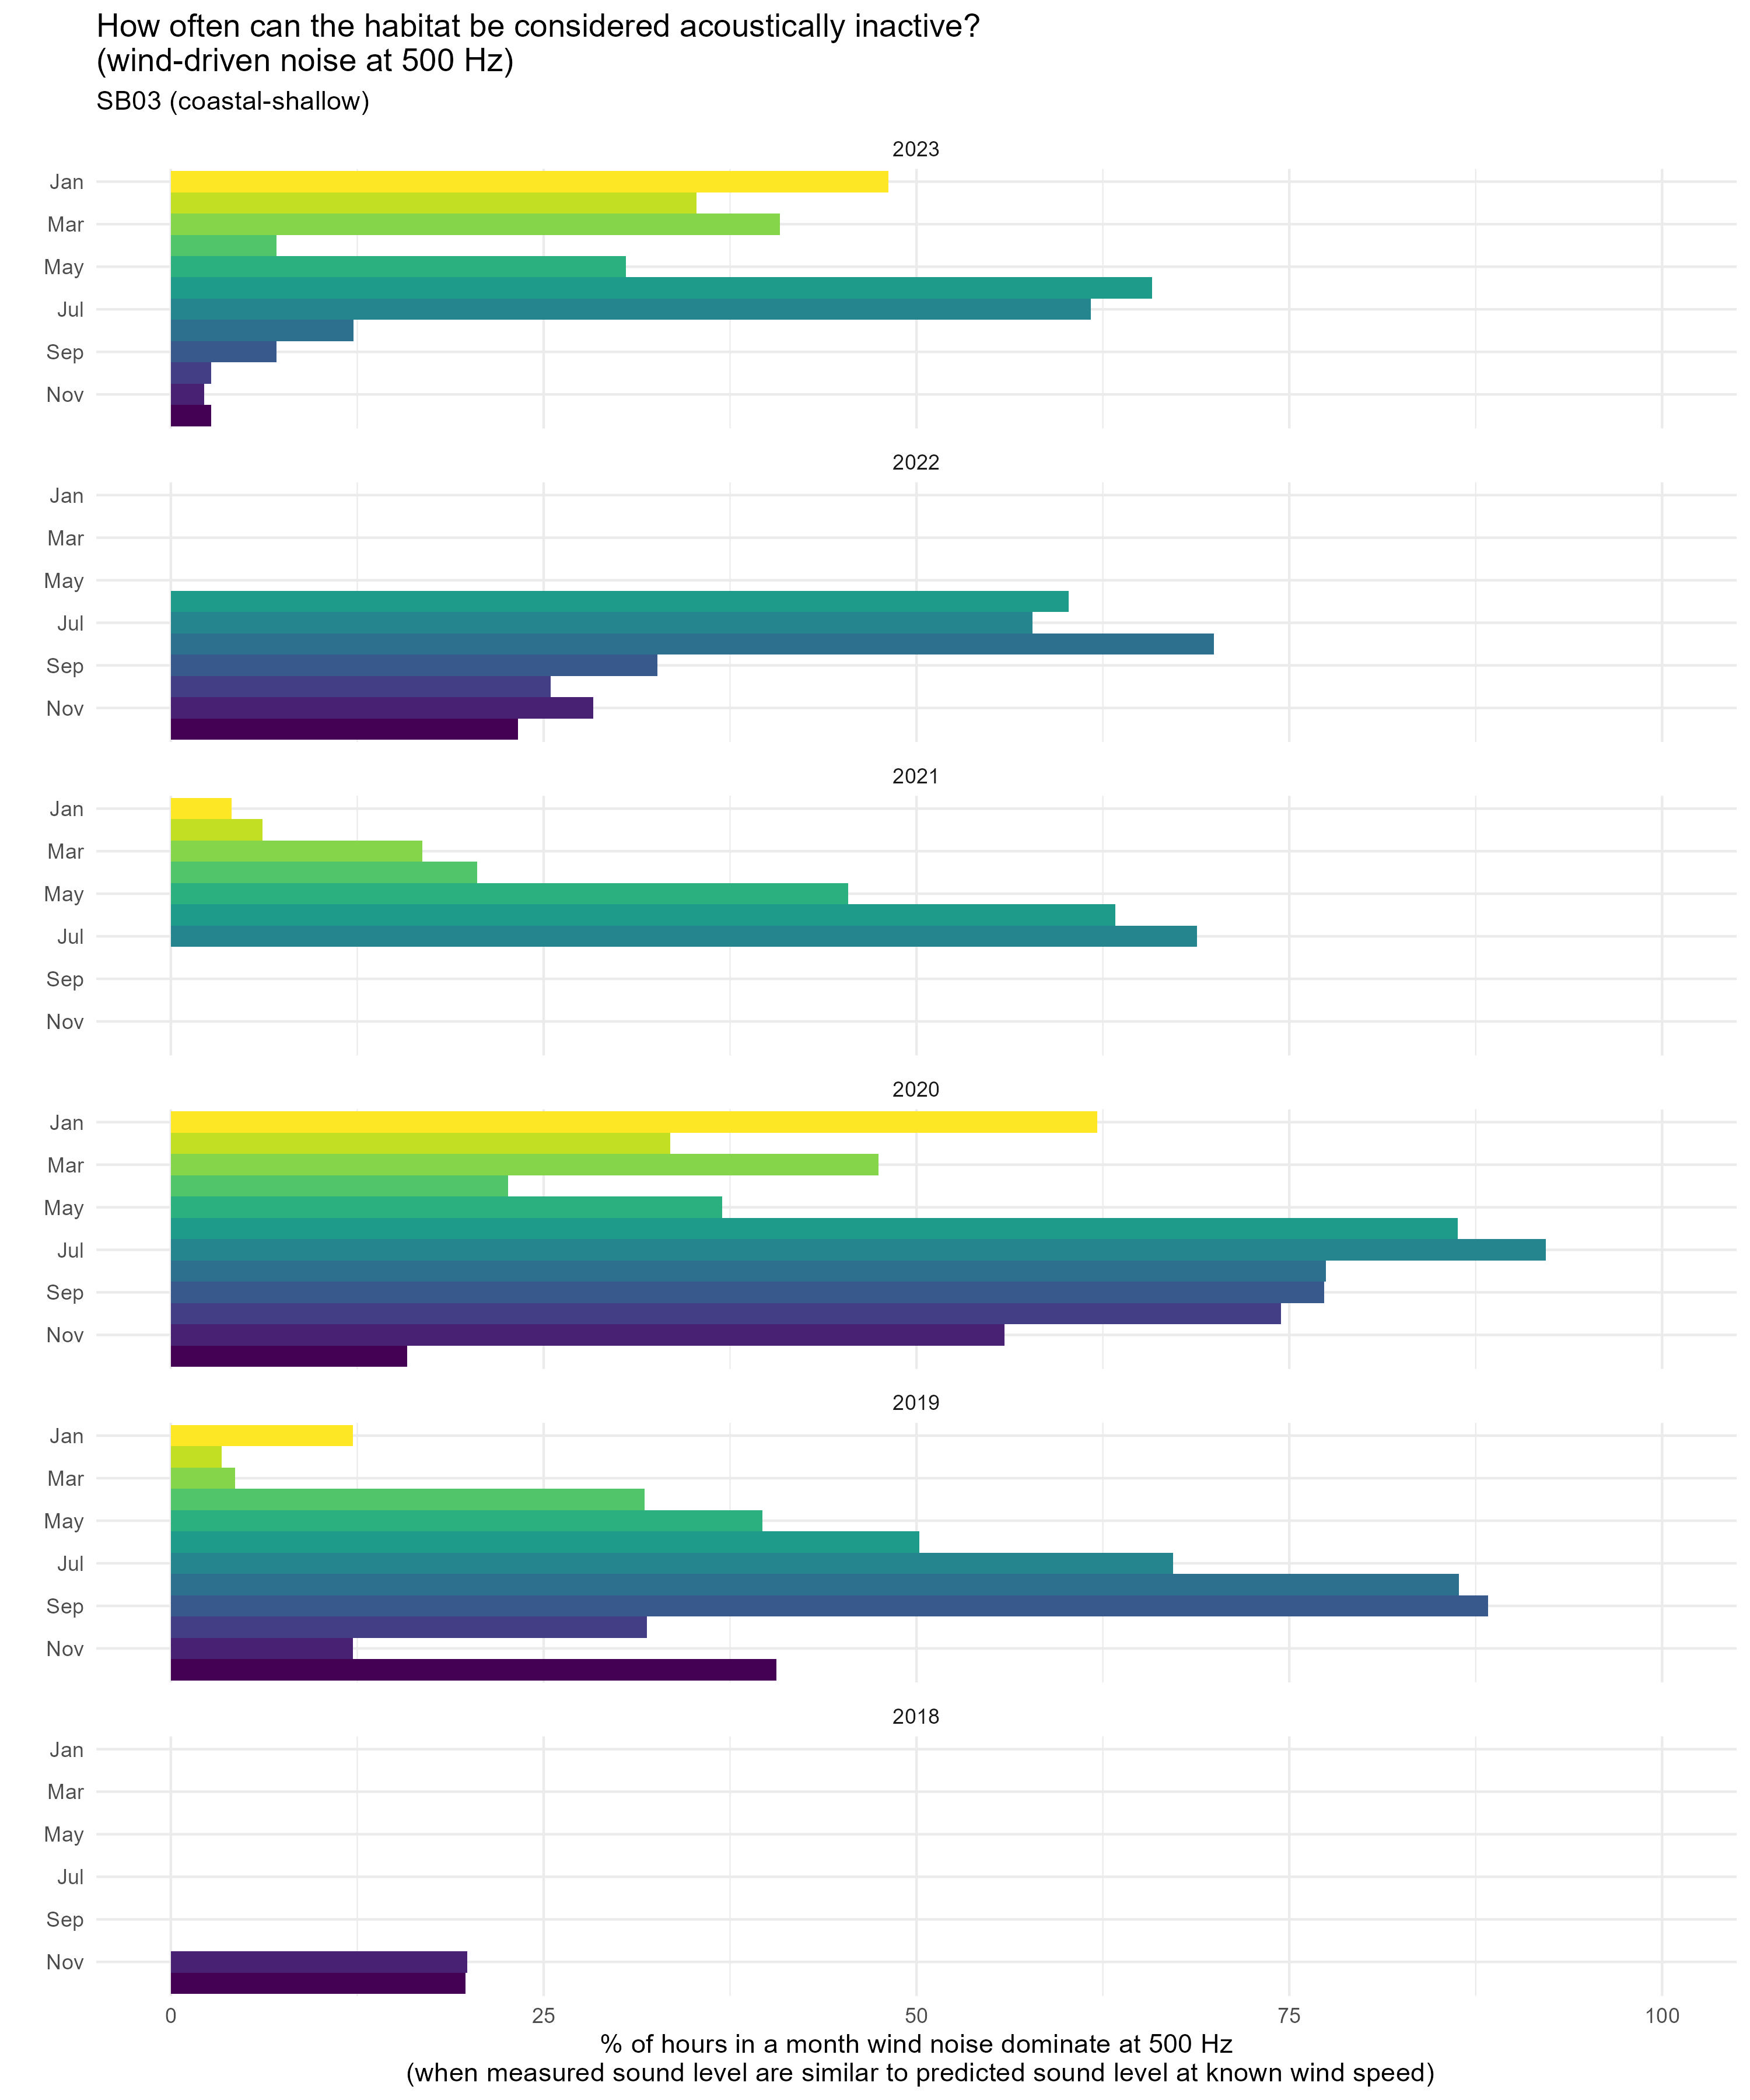 How often can the habitat be considered acoustically inactive?
(wind-driven noise at 500 Hz)
SB03 (coastal-shallow)
2023
Jan
Mar
May
Jul
Sep
Nov
2022
Jan
Mar
May
Jul
Sep
Nov
2021
Jan
Mar
May
Jul
Sep
Nov
2020
Jan
Mar
May
Jul
Sep
Nov
2019
Jan
Mar
May
Jul
Sep
Nov
2018
Jan
Mar
May
Jul
Sep
Nov
0 25 50 75 100
% of hours in a month wind noise dominate at 500 Hz
(when measured sound level are similar to predicted sound level at known wind speed)